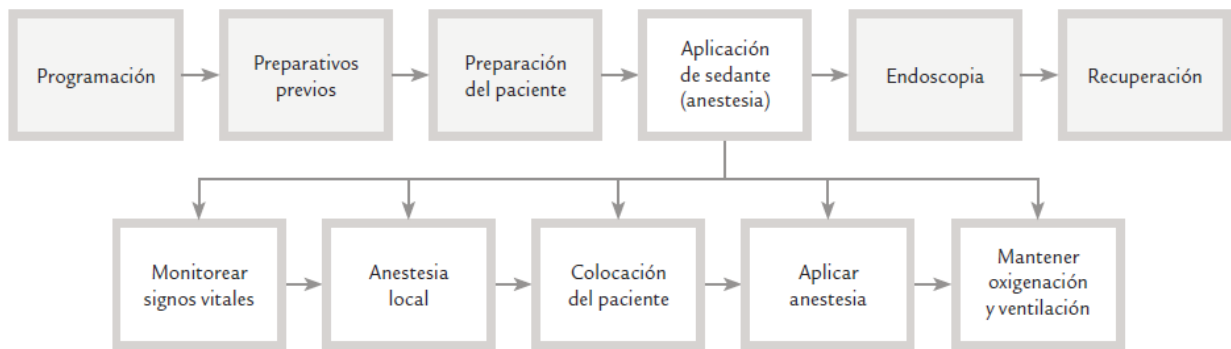 Programación
Preparativos
previos
Preparación
del paciente
Aplicación
de sedante
(anestesia)
Endoscopia
Recuperación
Monitorear
signos vitales
Anestesia
local
Colocación
del paciente
Aplicar
anestesia
Mantener
oxigenación
y ventilación